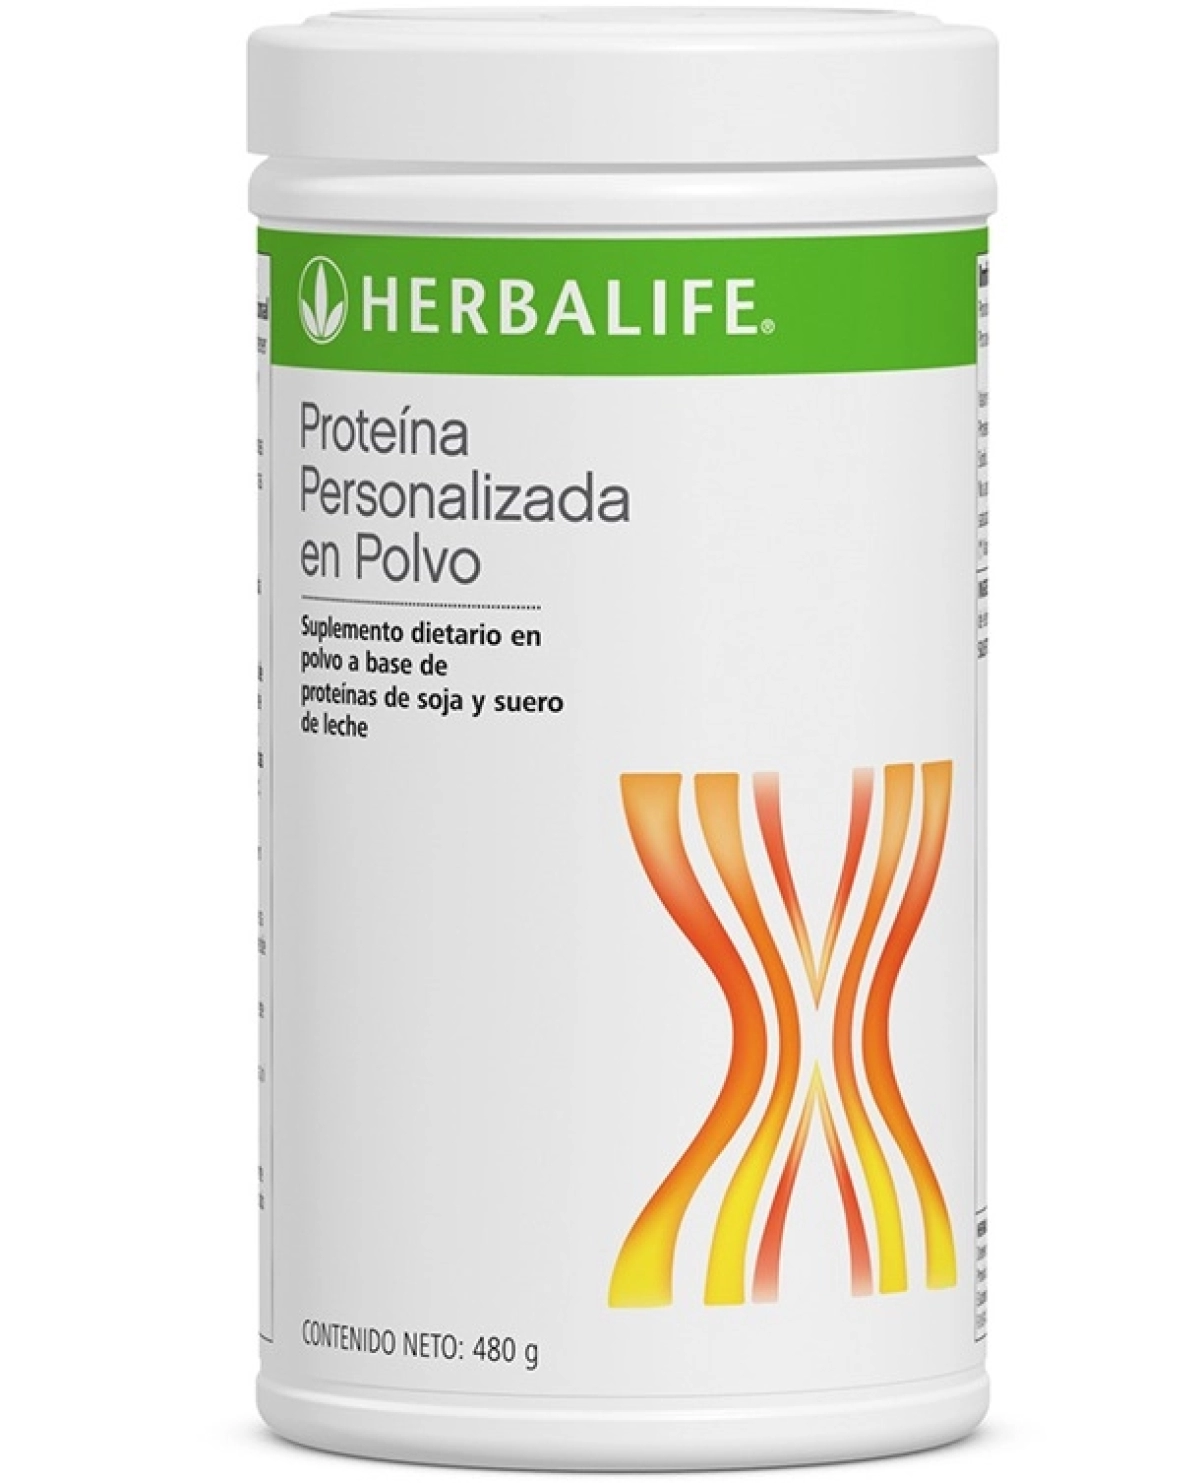 HERBALIFE®
Proteína
Personalizada
en Polvo
Suplemento dietario en
polvo a base de
proteínas de soja y suero
de leche
CONTENIDO NETO: 480 g